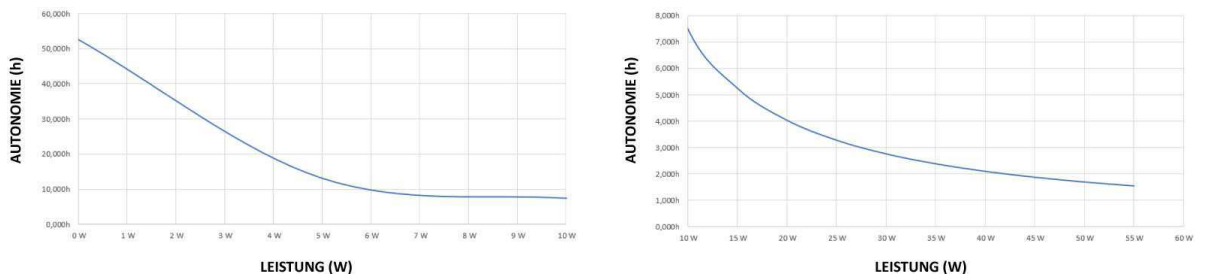 60,000h
50,000h
40,000h
30,000h
20,000h
10,000h
0,000h
AUTONOMIE (h)
0 W 1 W 2 W 3 W 4 W 5 W 6 W 7 W 8 W 9 W 10 W
LEISTUNG (W)
8,000h
7,000h
6,000h
5,000h
4,000h
3,000h
2,000h
1,000h
0,000h
AUTONOMIE (h)
10 W 15 W 20 W 25 W 30 W 35 W 40 W 45 W 50 W 55 W 60 W
LEISTUNG (W)